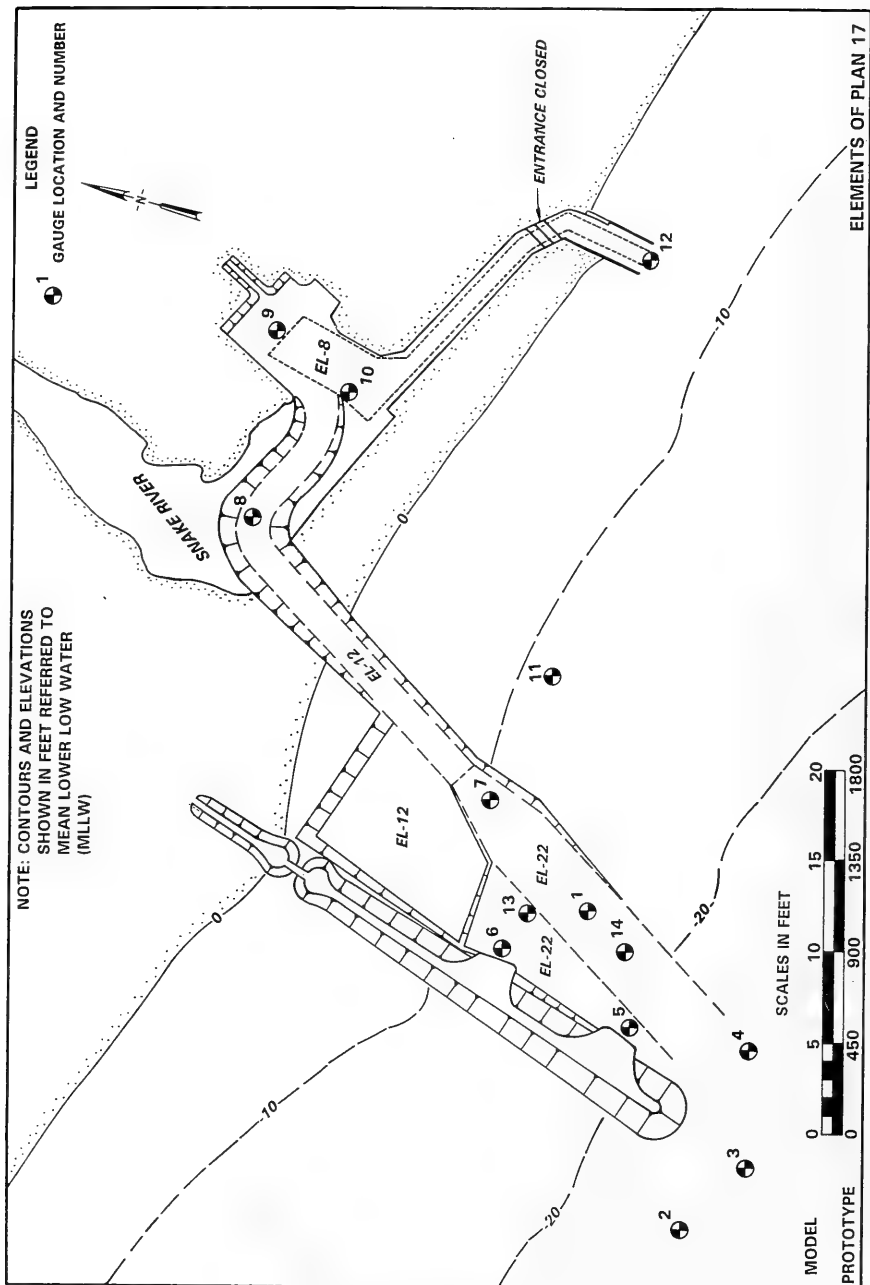 NOTE: CONTOURS AND ELEVATIONS
SHOWN IN FEET REFERRED TO
MEAN LOWER LOW WATER
(MLLW)
LEGEND
1
GAUGE LOCATION AND NUMBER
N
SNAKE RIVER
8
9
EL-8
10
ENTRANCE CLOSED
12
0
0
EL-12
EL-12
11
-10
-10
7
13
6
EL-22
EL-22
1
14
5
4
3
2
-20
-20
SCALES IN FEET
MODEL
0 5 10 15 20
PROTOTYPE
0 450 900 1350 1800
ELEMENTS OF PLAN 17